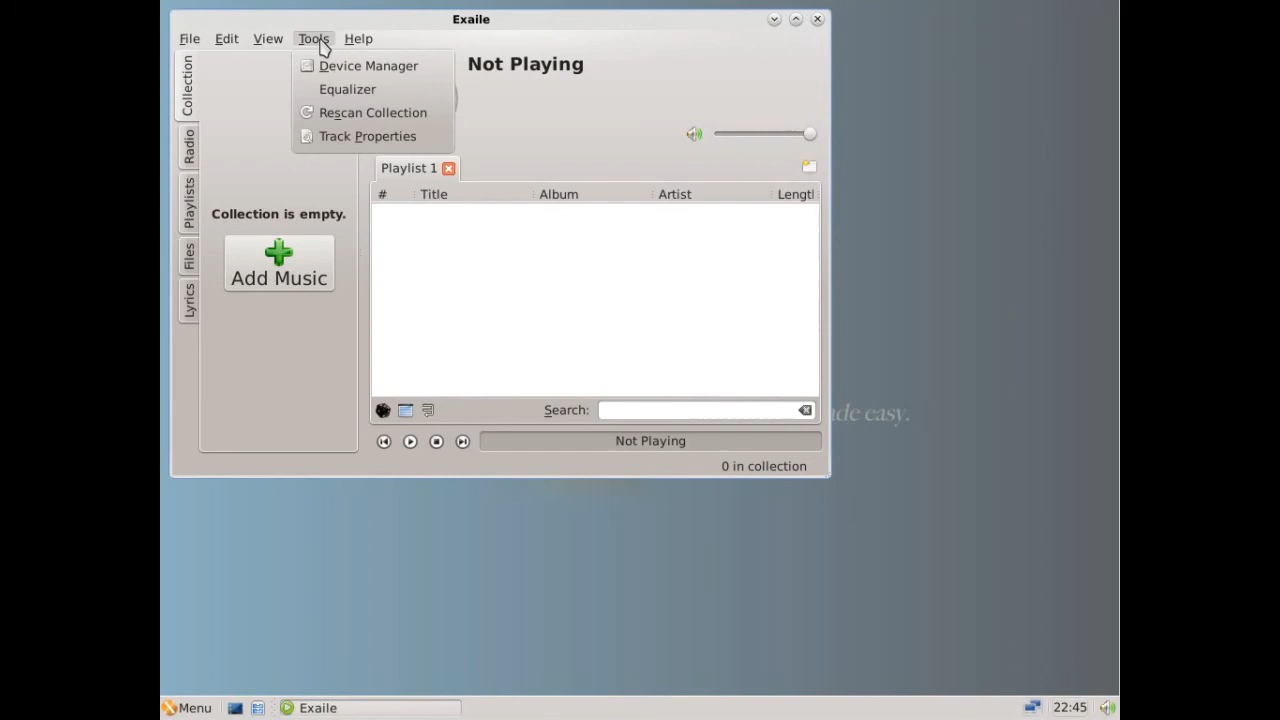 Exaile
File Edit View Tools Help
Device Manager
Equalizer
Rescan Collection
Track Properties
Not Playing
Collection
Radio
Playlists
Files
Lyrics
Collection is empty.
Add Music
Playlist 1
# Title Album Artist Lengtl
Search:
Not Playing
0 in collection
easy.
Menu Exaile 22:45